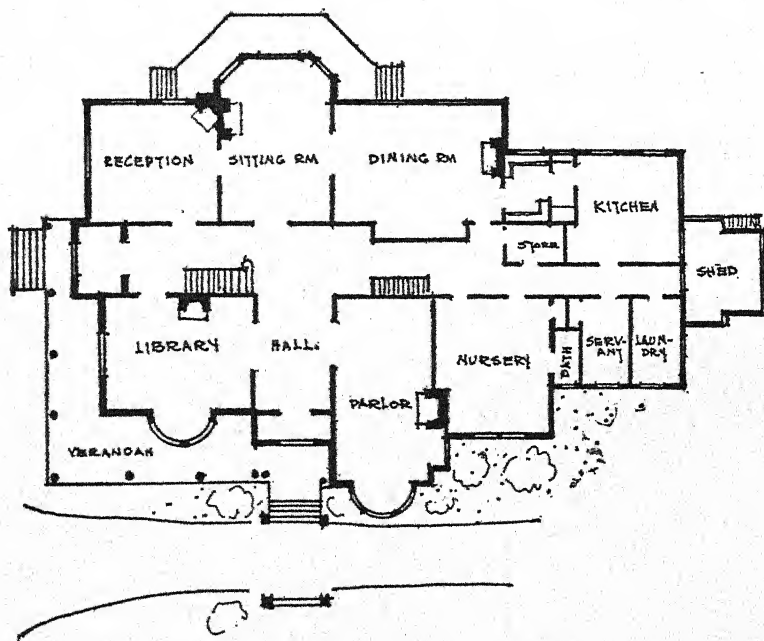 RECEPTION
SITTING RM
DINING RM
KITCHEN
STORE
SHED
LIBRARY
HALL.
NURSERY
BATH
SERV-
ANT
LAUN-
DRY
PARLOR
VERANDAH